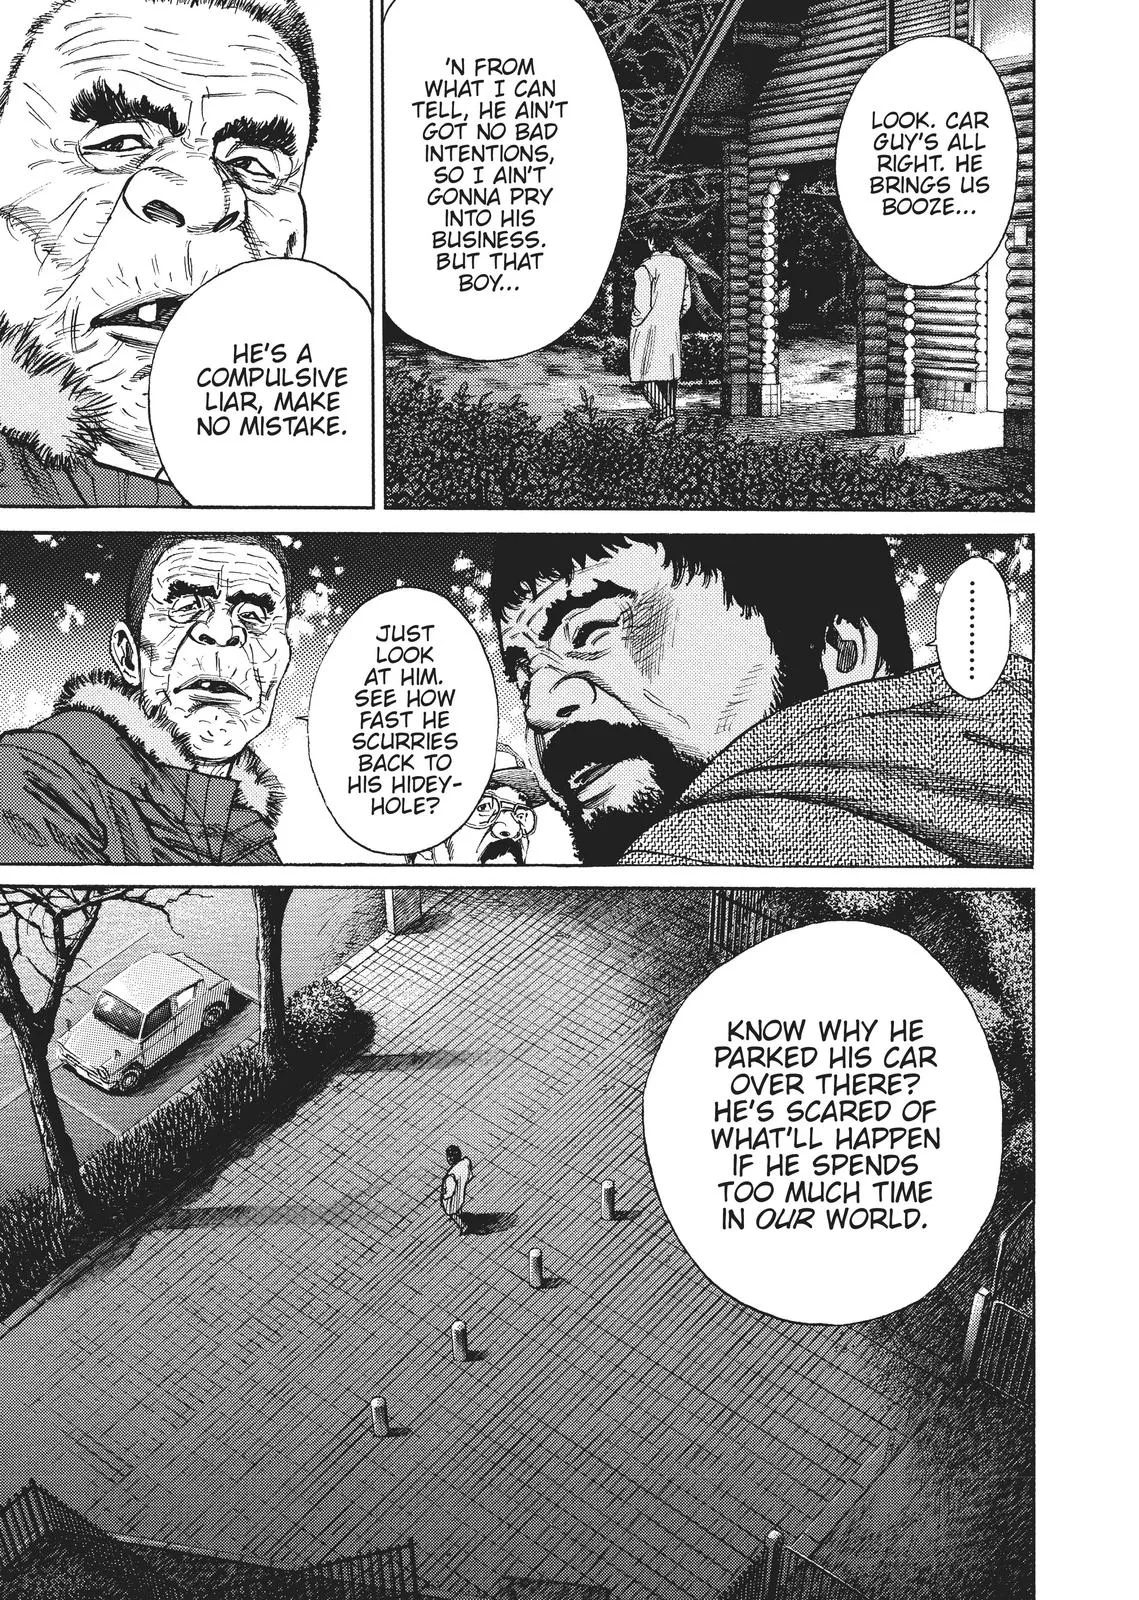 LOOK. CAR
GUY'S ALL
RIGHT. HE
BRINGS US
BOOZE...
'N FROM
WHAT I CAN
TELL, HE AIN'T
GOT NO BAD
INTENTIONS,
SO I AIN'T
GONNA PRY
INTO HIS
BUSINESS.
BUT THAT
BOY...
HE'S A
COMPULSIVE
LIAR, MAKE
NO MISTAKE.
..........
JUST
LOOK
AT HIM.
SEE HOW
FAST HE
SCURRIES
BACK TO
HIS HIDEY-
HOLE?
KNOW WHY HE
PARKED HIS CAR
OVER THERE?
HE'S SCARED OF
WHAT'LL HAPPEN
IF HE SPENDS
TOO MUCH TIME
IN OUR WORLD.